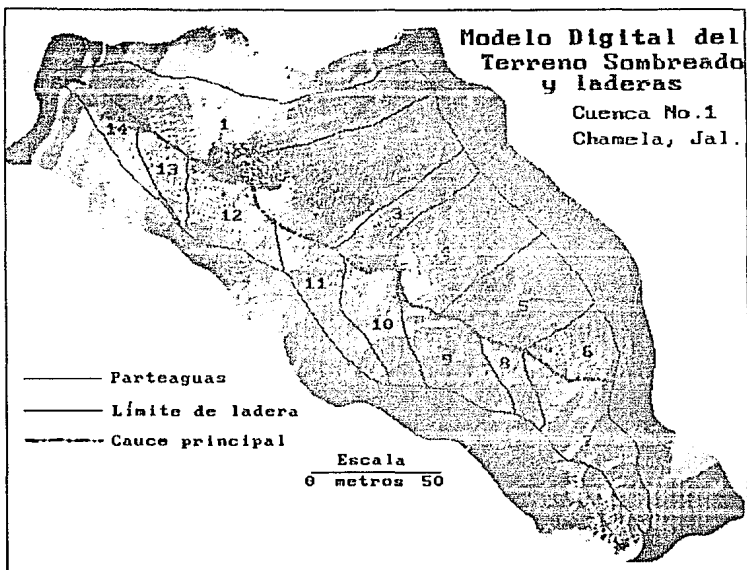 Modelo Digital del
Terreno Sombreado
y laderas
Cuenca No.1
Chamela, Jal.
1
14
13
12
3
11
5
10
9
8
6
Parteaguas
Límite de ladera
Cauce principal
Escala
0 metros 50